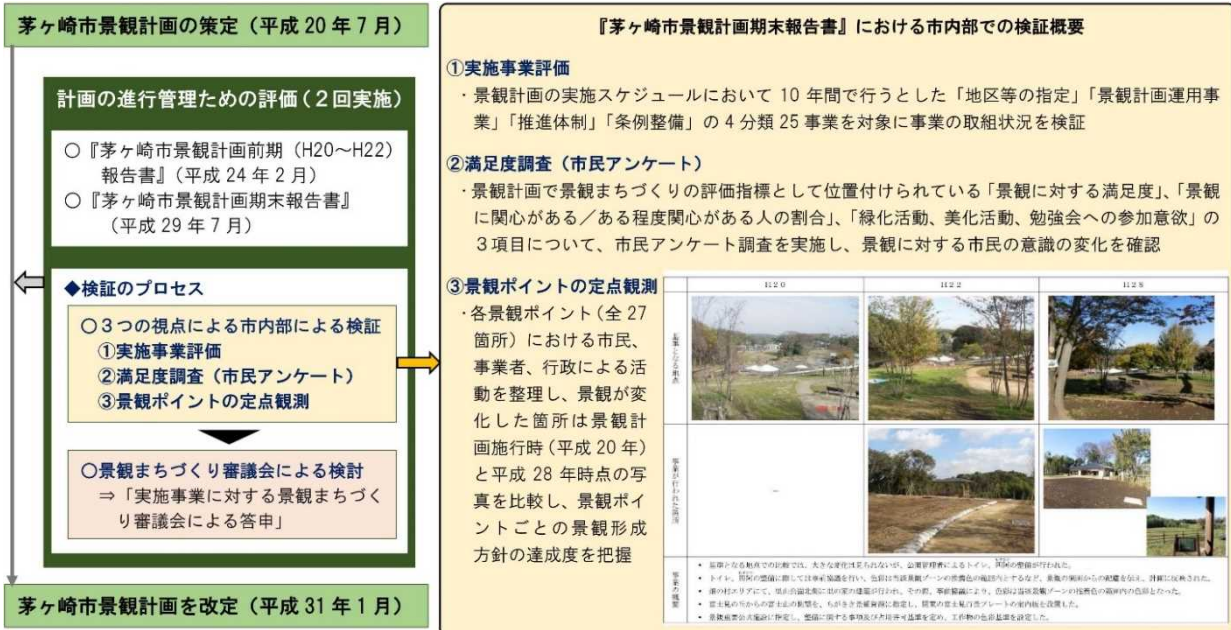 茅ヶ崎市景観計画の策定（平成20年7月）
計画の進行管理ための評価（2回実施）
○『茅ヶ崎市景観計画前期（H20～H22）
報告書』（平成24年2月）
○『茅ヶ崎市景観計画期末報告書』
（平成29年7月）
◆検証のプロセス
○3つの視点による市内部による検証
①実施事業評価
②満足度調査（市民アンケート）
③景観ポイントの定点観測
○景観まちづくり審議会による検討
⇒「実施事業に対する景観まちづく
り審議会による答申」
茅ヶ崎市景観計画を改定（平成31年1月）
『茅ヶ崎市景観計画期末報告書』における市内部での検証概要
①実施事業評価
・景観計画の実施スケジュールにおいて10年間で行うとした「地区等の指定」「景観計画運用事
業」「推進体制」「条例整備」の4分類25事業を対象に事業の取組状況を検証
②満足度調査（市民アンケート）
・景観計画で景観まちづくりの評価指標として位置付けられている「景観に対する満足度」、「景観
に関心がある／ある程度関心がある人の割合」、「緑化活動、美化活動、勉強会への参加意欲」の
3項目について、市民アンケート調査を実施し、景観に対する市民の意識の変化を確認
③景観ポイントの定点観測
・各景観ポイント（全27
箇所）における市民、
事業者、行政による活
動を整理し、景観が変
化した箇所は景観計
画施行時（平成20年）
と平成28年時点の写
真を比較し、景観ポイ
ントごとの景観形成
方針の達成度を把握
H20
H22
H28
基準となる地点
事業が行われた箇所
－
事業の概要